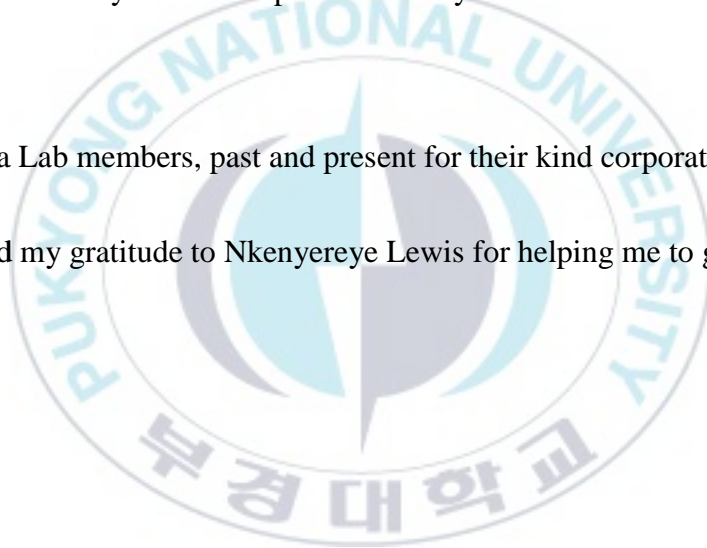 PUKYONG NATIONAL UNIVERSITY
a Lab members, past and present for their kind corporat
d my gratitude to Nkenyereye Lewis for helping me to g
부경대학교